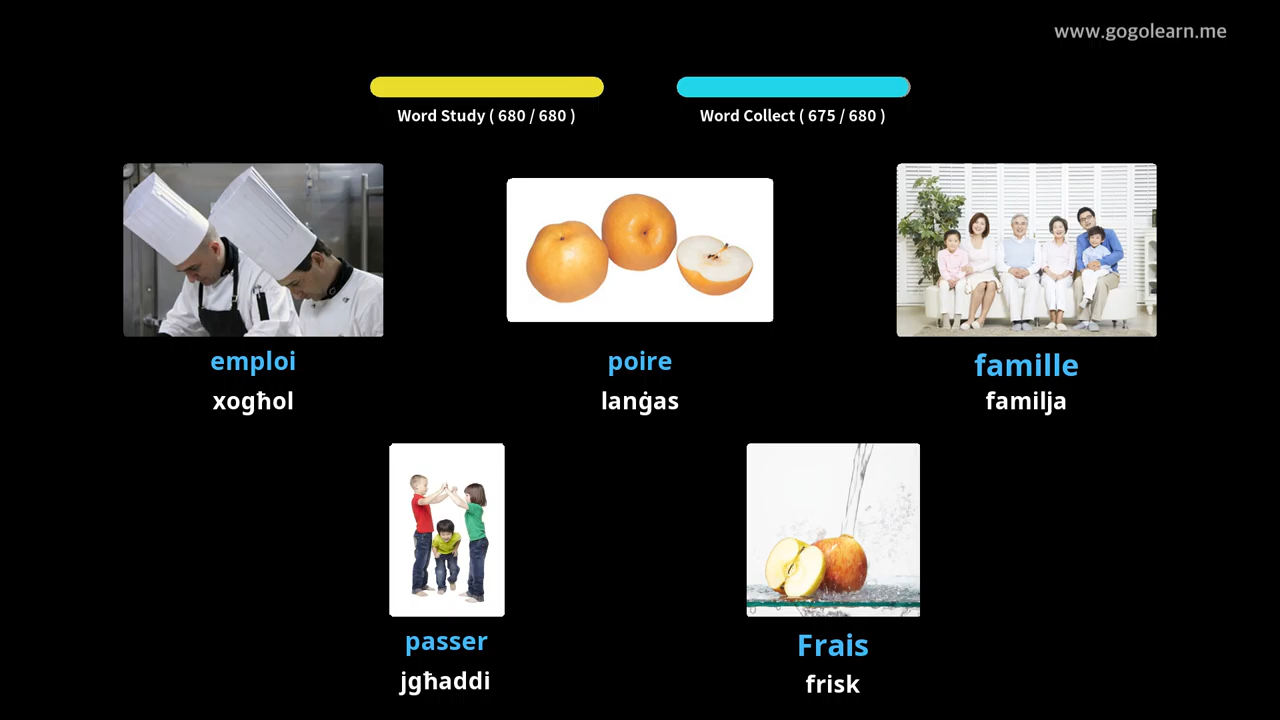 www.gogolearn.me
Word Study ( 680 / 680 )
Word Collect ( 675 / 680 )
emploi
xogħol
poire
lanġas
famille
familja
passer
jgħaddi
Frais
frisk